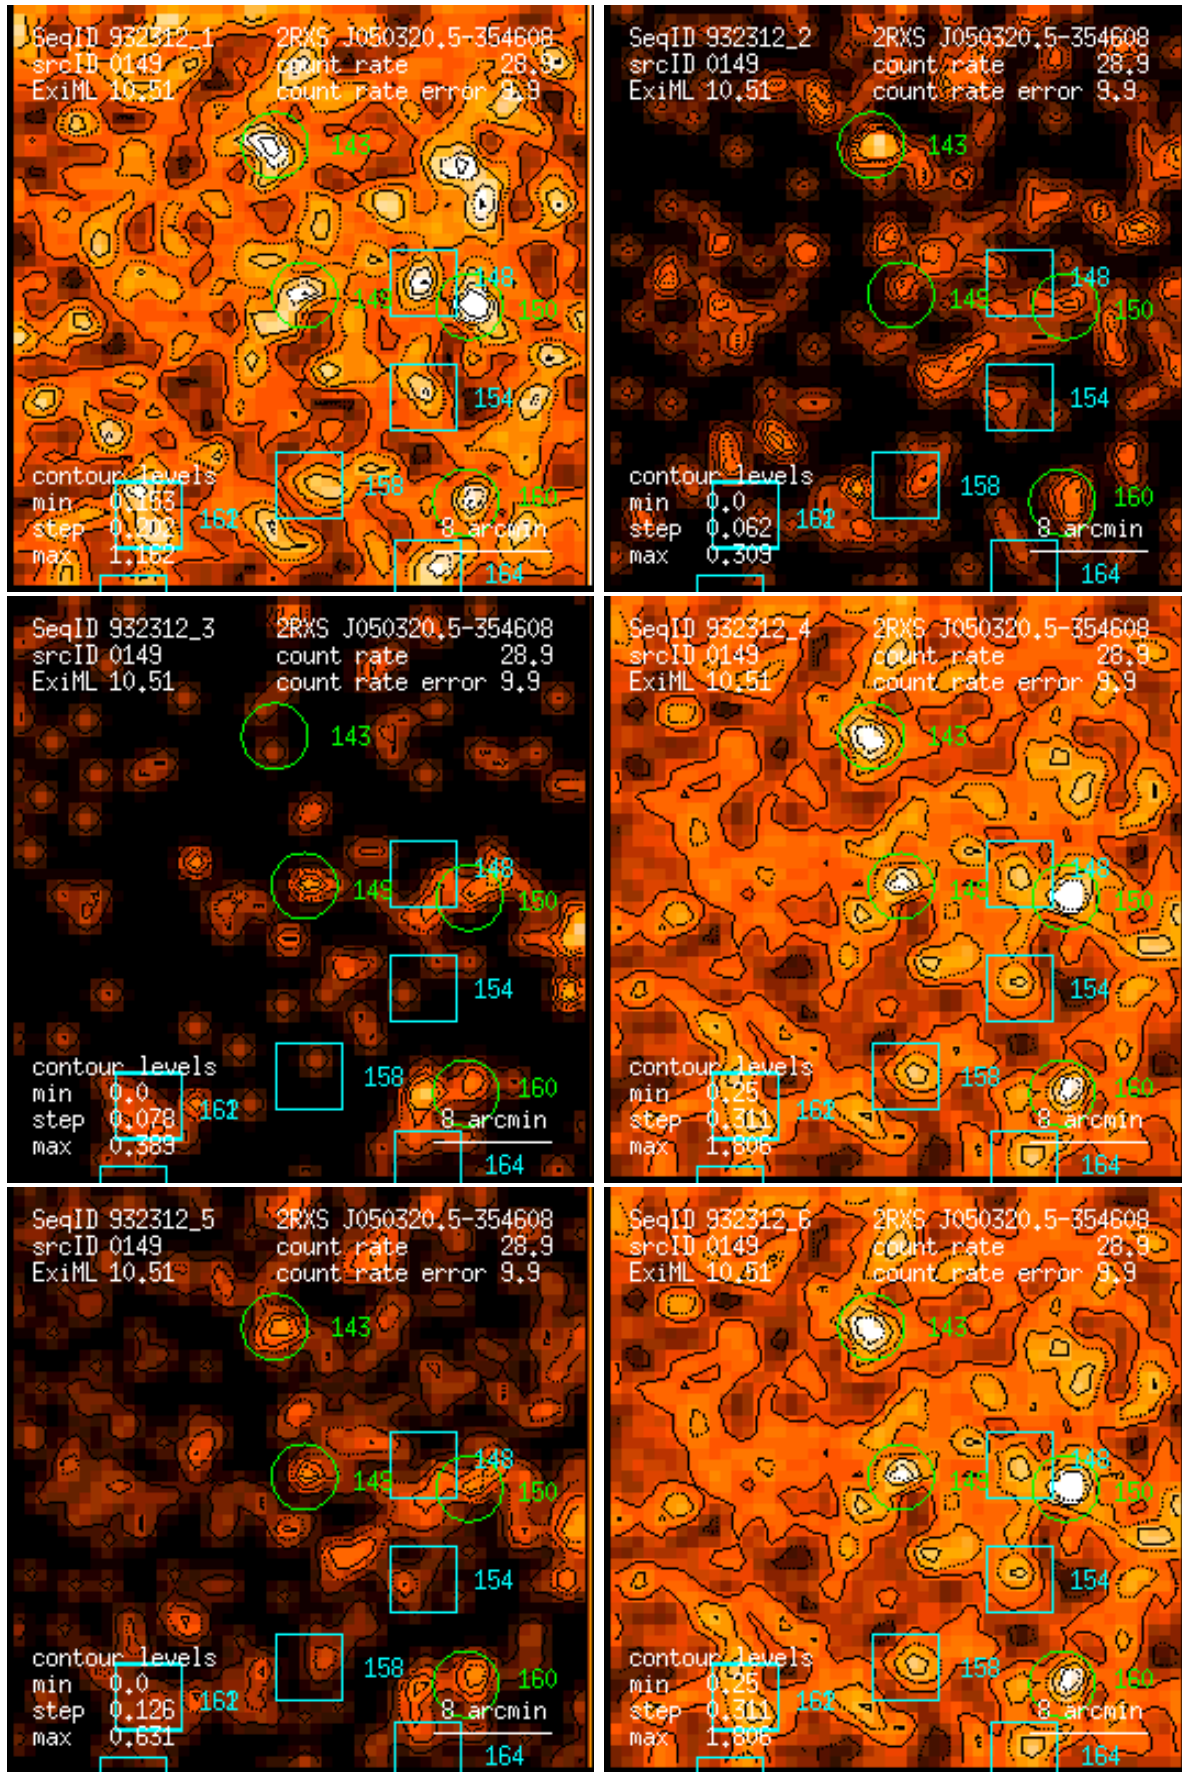 SeqID 932312_1 2RXS J050320.5-354608
srcID 0149 count rate 28.9
ExiML 10.51 count rate error 9.9
143
148
149 150
154
contour levels 158
min 0.153 160
step 0.202 162 8 arcmin
max 1.162 164
SeqID 932312_2 2RXS J050320.5-354608
srcID 0149 count rate 28.9
ExiML 10.51 count rate error 9.9
143
148
149 150
154
contour levels 158
min 0.0 160
step 0.062 162 8 arcmin
max 0.309 164
SeqID 932312_3 2RXS J050320.5-354608
srcID 0149 count rate 28.9
ExiML 10.51 count rate error 9.9
143
148
149 150
154
contour levels 158
min 0.0 160
step 0.078 162 8 arcmin
max 0.389 164
SeqID 932312_4 2RXS J050320.5-354608
srcID 0149 count rate 28.9
ExiML 10.51 count rate error 9.9
143
148
149 150
154
contour levels 158
min 0.25 160
step 0.311 162 8 arcmin
max 1.806 164
SeqID 932312_5 2RXS J050320.5-354608
srcID 0149 count rate 28.9
ExiML 10.51 count rate error 9.9
143
148
149 150
154
contour levels 158
min 0.0 160
step 0.126 162 8 arcmin
max 0.631 164
SeqID 932312_6 2RXS J050320.5-354608
srcID 0149 count rate 28.9
ExiML 10.51 count rate error 9.9
143
148
149 150
154
contour levels 158
min 0.25 160
step 0.311 162 8 arcmin
max 1.806 164